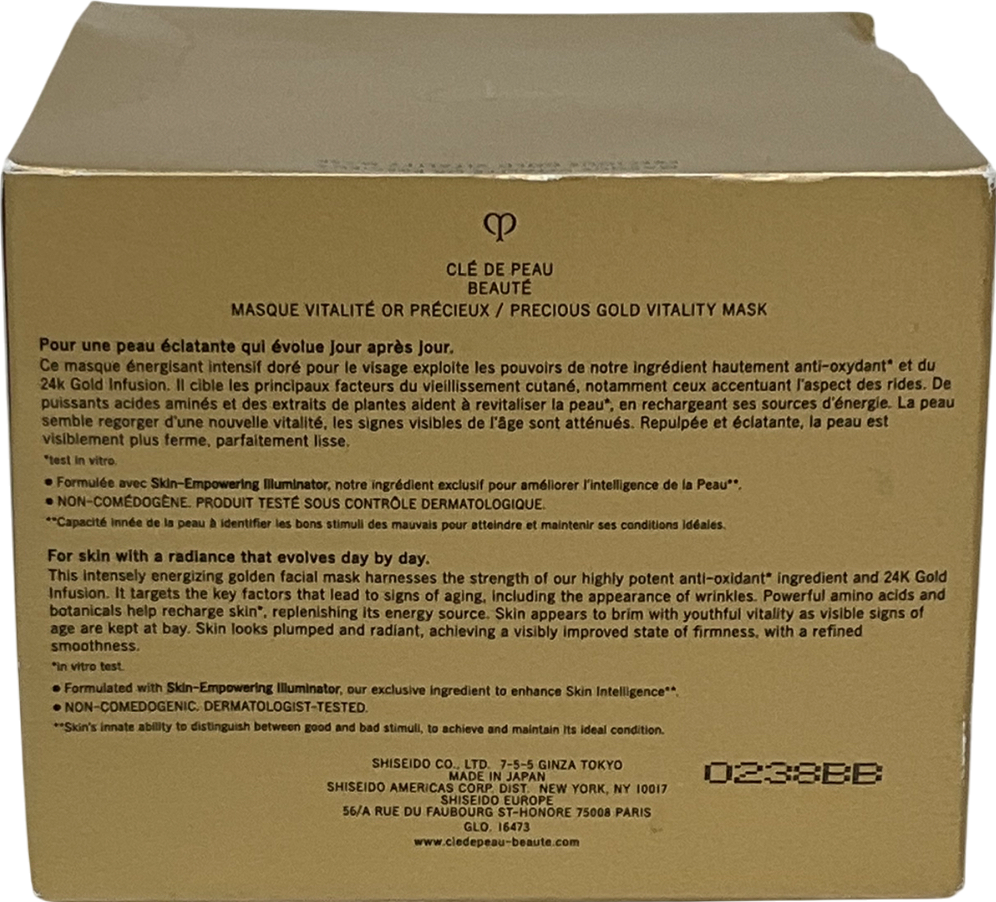 CLÉ DE PEAU
BEAUTÉ
MASQUE VITALITÉ OR PRÉCIEUX / PRECIOUS GOLD VITALITY MASK
Pour une peau éclatante qui évolue jour après jour.
Ce masque énergisant intensif doré pour le visage exploite les pouvoirs de notre ingrédient hautement anti-oxydant* et du
24k Gold Infusion. Il cible les principaux facteurs du vieillissement cutané, notamment ceux accentuant l'aspect des rides. De
puissants acides aminés et des extraits de plantes aident à revitaliser la peau*, en rechargeant ses sources d'énergie. La peau
semble regorger d'une nouvelle vitalité, les signes visibles de l'âge sont atténués. Repulpée et éclatante, la peau est
visiblement plus ferme, parfaitement lisse.
*test in vitro.
• Formulée avec Skin-Empowering Illuminator, notre ingrédient exclusif pour améliorer l'intelligence de la Peau**.
• NON-COMÉDOGÈNE. PRODUIT TESTÉ SOUS CONTRÔLE DERMATOLOGIQUE.
**Capacité innée de la peau à identifier les bons stimuli des mauvais pour atteindre et maintenir ses conditions idéales.
For skin with a radiance that evolves day by day.
This intensely energizing golden facial mask harnesses the strength of our highly potent anti-oxidant* ingredient and 24K Gold
Infusion. It targets the key factors that lead to signs of aging, including the appearance of wrinkles. Powerful amino acids and
botanicals help recharge skin*, replenishing its energy source. Skin appears to brim with youthful vitality as visible signs of
age are kept at bay. Skin looks plumped and radiant, achieving a visibly improved state of firmness, with a refined
smoothness.
*in vitro test.
• Formulated with Skin-Empowering Illuminator, our exclusive ingredient to enhance Skin Intelligence**.
• NON-COMEDOGENIC. DERMATOLOGIST-TESTED.
**Skin's innate ability to distinguish between good and bad stimuli, to achieve and maintain its ideal condition.
SHISEIDO CO., LTD. 7-5-5 GINZA TOKYO
MADE IN JAPAN
SHISEIDO AMERICAS CORP. DIST. NEW YORK, NY 10017
SHISEIDO EUROPE
56/A RUE DU FAUBOURG ST-HONORE 75008 PARIS
GLO. 16473
www.cledepeau-beaute.com
0238BB